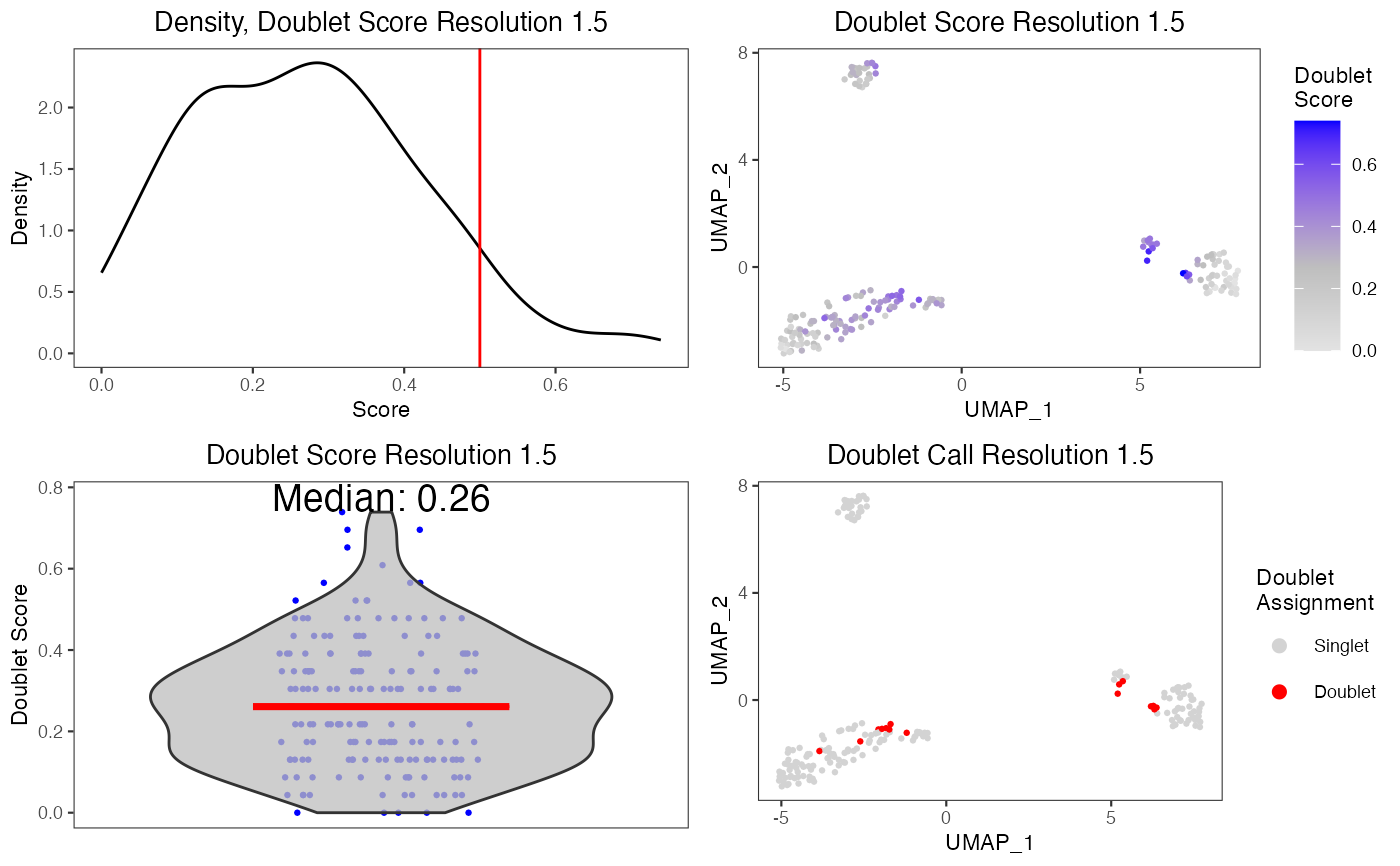 Density, Doublet Score Resolution 1.5
Density
2.0
1.5
1.0
0.5
0.0
0.0 0.2 0.4 0.6
Score
Doublet Score Resolution 1.5
UMAP_2
8
4
0
-5 0 5
UMAP_1
Doublet
Score
0.6
0.4
0.2
0.0
Doublet Score Resolution 1.5
Median: 0.26
Doublet Score
0.8
0.6
0.4
0.2
0.0
Doublet Call Resolution 1.5
UMAP_2
8
4
0
-5 0 5
UMAP_1
Doublet
Assignment
Singlet
Doublet